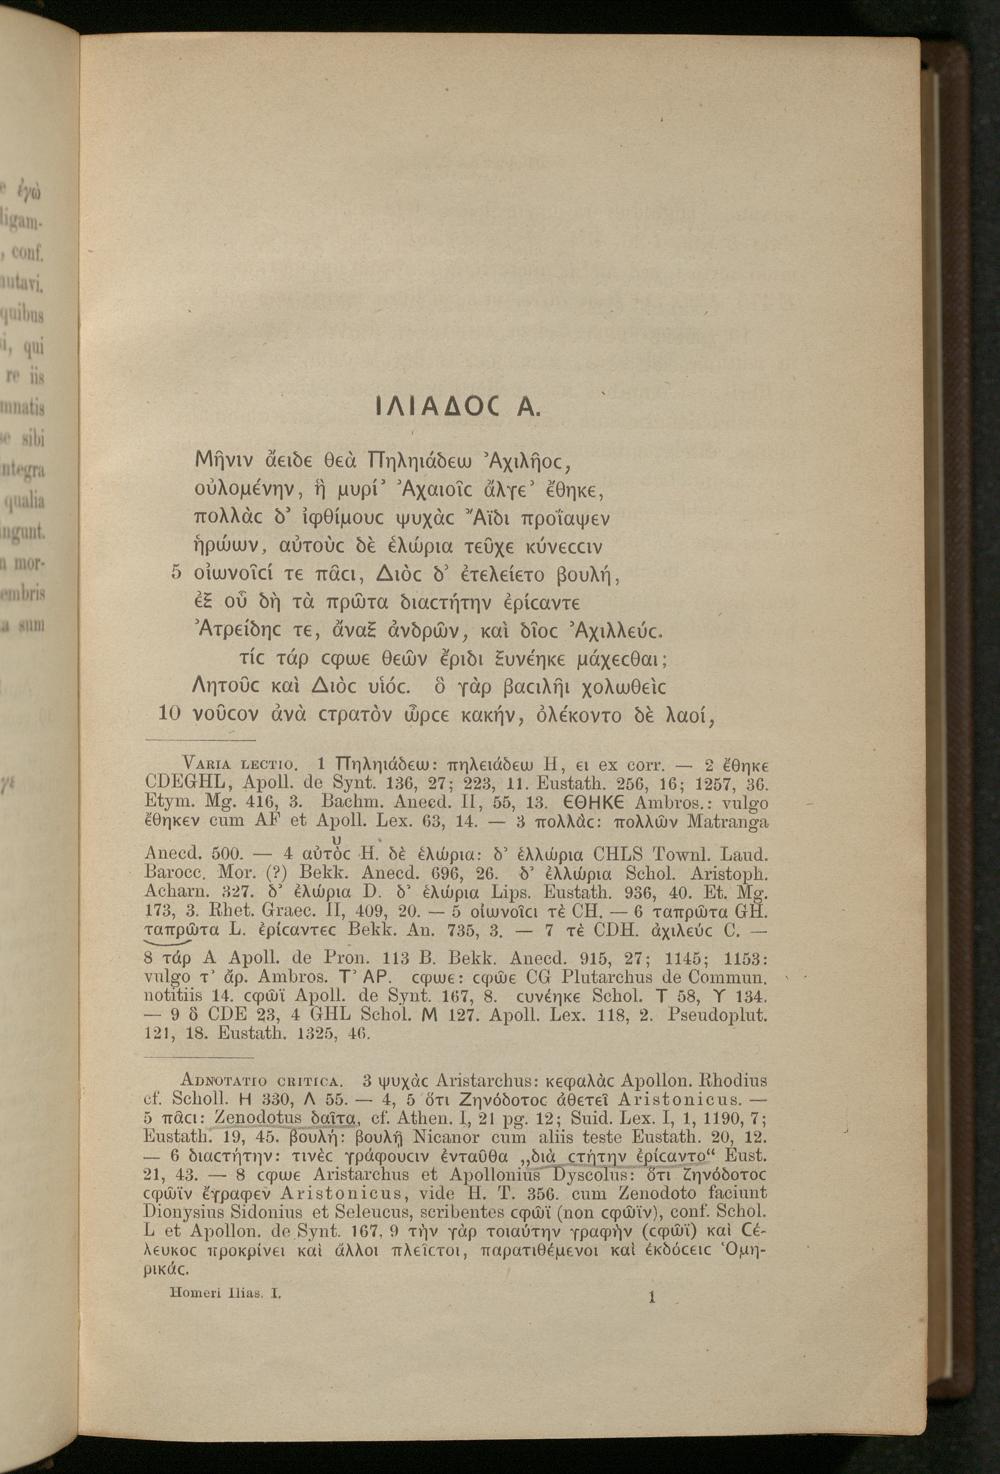 ἐγὼ
ligam-
conf.
mutavi.
quibus
qui
re iis
sibi
integra
qualia
mor-
sum
ΙΛΙΑΔΟϹ Α.
Μῆνιν ἄειδε θεὰ Πηληιάδεω Ἀχιλῆοϲ,
οὐλομένην, ἣ μυρί' Ἀχαιοῖϲ ἄλγε' ἔθηκε,
πολλὰϲ δ' ἰφθίμουϲ ψυχὰϲ Ἄϊδι προΐαψεν
ἡρώων, αὐτοὺϲ δὲ ἑλώρια τεῦχε κύνεϲϲιν
5 οἰωνοῖϲί τε πᾶϲι, Διὸϲ δ' ἐτελείετο βουλή,
ἐξ οὗ δὴ τὰ πρῶτα διαϲτήτην ἐρίϲαντε
Ἀτρείδηϲ τε, ἄναξ ἀνδρῶν, καὶ δῖοϲ Ἀχιλλεύϲ.
τίϲ τάρ ϲφωε θεῶν ἔριδι ξυνέηκε μάχεϲθαι;
Λητοῦϲ καὶ Διὸϲ υἱόϲ. ὃ γὰρ βαϲιλῆι χολωθεὶϲ
10 νοῦϲον ἀνὰ ϲτρατὸν ὦρϲε κακήν, ὀλέκοντο δὲ λαοί,
VARIA LECTIO. 1 Πηληιάδεω: πηλειάδεω H, ει ex corr. — 2 ἔθηκε
CDEGHL, Apoll. de Synt. 136, 27; 223, 11. Eustath. 256, 16; 1257, 36.
Etym. Mg. 416, 3. Bachm. Anecd. II, 55, 13. ЄΘΗΚЄ Ambros.: vulgo
ἔθηκεν cum AF et Apoll. Lex. 63, 14. — 3 πολλὰϲ: πολλῶν Matranga
υ
Anecd. 500. — 4 αὐτὸϲ H. δὲ ἑλώρια: δ' ἑλλώρια CHLS Townl. Laud.
Barocc. Mor. (?) Bekk. Anecd. 696, 26. δ' ἐλλώρια Schol. Aristoph.
Acharn. 327. δ' ἐλώρια D. δ' ἑλώρια Lips. Eustath. 936, 40. Et. Mg.
173, 3. Rhet. Graec. II, 409, 20. — 5 οἰωνοῖϲι τὲ CH. — 6 ταπρῶτα GH.
ταπρῶτα L. ἐρίϲαντεϲ Bekk. An. 735, 3. — 7 τὲ CDH. ἀχιλεύϲ C. —
8 τάρ A Apoll. de Pron. 113 B. Bekk. Anecd. 915, 27; 1145; 1153:
vulgo τ' ἄρ. Ambros. Τ' ΑΡ. ϲφωε: ϲφῶε CG Plutarchus de Commun.
notitiis 14. ϲφῶϊ Apoll. de Synt. 167, 8. ϲυνέηκε Schol. Τ 58, Υ 134.
— 9 ὃ CDE 23, 4 GHL Schol. Μ 127. Apoll. Lex. 118, 2. Pseudoplut.
121, 18. Eustath. 1325, 46.
ADNOTATIO CRITICA. 3 ψυχὰϲ Aristarchus: κεφαλὰϲ Apollon. Rhodius
cf. Scholl. Η 330, Λ 55. — 4, 5 ὅτι Ζηνόδοτοϲ ἀθετεῖ Aristonicus. —
5 πᾶϲι: Zenodotus δαῖτα, cf. Athen. I, 21 pg. 12; Suid. Lex. I, 1, 1190, 7;
Eustath. 19, 45. βουλή: βουλῇ Nicanor cum aliis teste Eustath. 20, 12.
— 6 διαϲτήτην: τινὲϲ γράφουϲιν ἐνταῦθα „διὰ ϲτήτην ἐρίϲαντο“ Eust.
21, 43. — 8 ϲφωε Aristarchus et Apollonius Dyscolus: ὅτι Ζηνόδοτοϲ
ϲφῶϊν ἔγραφεν Aristonicus, vide H. T. 356. cum Zenodoto faciunt
Dionysius Sidonius et Seleucus, scribentes ϲφῶϊ (non ϲφῶϊν), conf. Schol.
L et Apollon. de Synt. 167, 9 τὴν γὰρ τοιαύτην γραφὴν (ϲφῶϊ) καὶ Ϲέ-
λευκοϲ προκρίνει καὶ ἄλλοι πλεῖϲτοι, παρατιθέμενοι καὶ ἐκδόϲειϲ Ὁμη-
ρικάϲ.
Homeri Ilias. I. 1